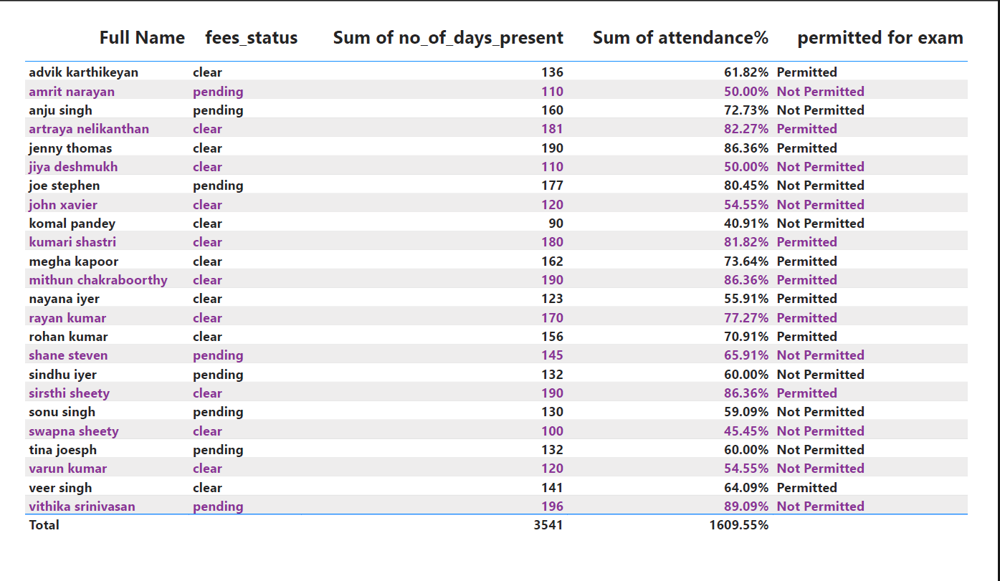 Full Name fees_status Sum of no_of_days_present Sum of attendance% permitted for exam
advik karthikeyan clear 136 61.82% Permitted
amrit narayan pending 110 50.00% Not Permitted
anju singh pending 160 72.73% Not Permitted
artraya nelikanthan clear 181 82.27% Permitted
jenny thomas clear 190 86.36% Permitted
jiya deshmukh clear 110 50.00% Not Permitted
joe stephen pending 177 80.45% Not Permitted
john xavier clear 120 54.55% Not Permitted
komal pandey clear 90 40.91% Not Permitted
kumari shastri clear 180 81.82% Permitted
megha kapoor clear 162 73.64% Permitted
mithun chakraboorthy clear 190 86.36% Permitted
nayana iyer clear 123 55.91% Permitted
rayan kumar clear 170 77.27% Permitted
rohan kumar clear 156 70.91% Permitted
shane steven pending 145 65.91% Not Permitted
sindhu iyer pending 132 60.00% Not Permitted
sirsthi sheety clear 190 86.36% Permitted
sonu singh pending 130 59.09% Not Permitted
swapna sheety clear 100 45.45% Not Permitted
tina joesph pending 132 60.00% Not Permitted
varun kumar clear 120 54.55% Not Permitted
veer singh clear 141 64.09% Permitted
vithika srinivasan pending 196 89.09% Not Permitted
Total 3541 1609.55%